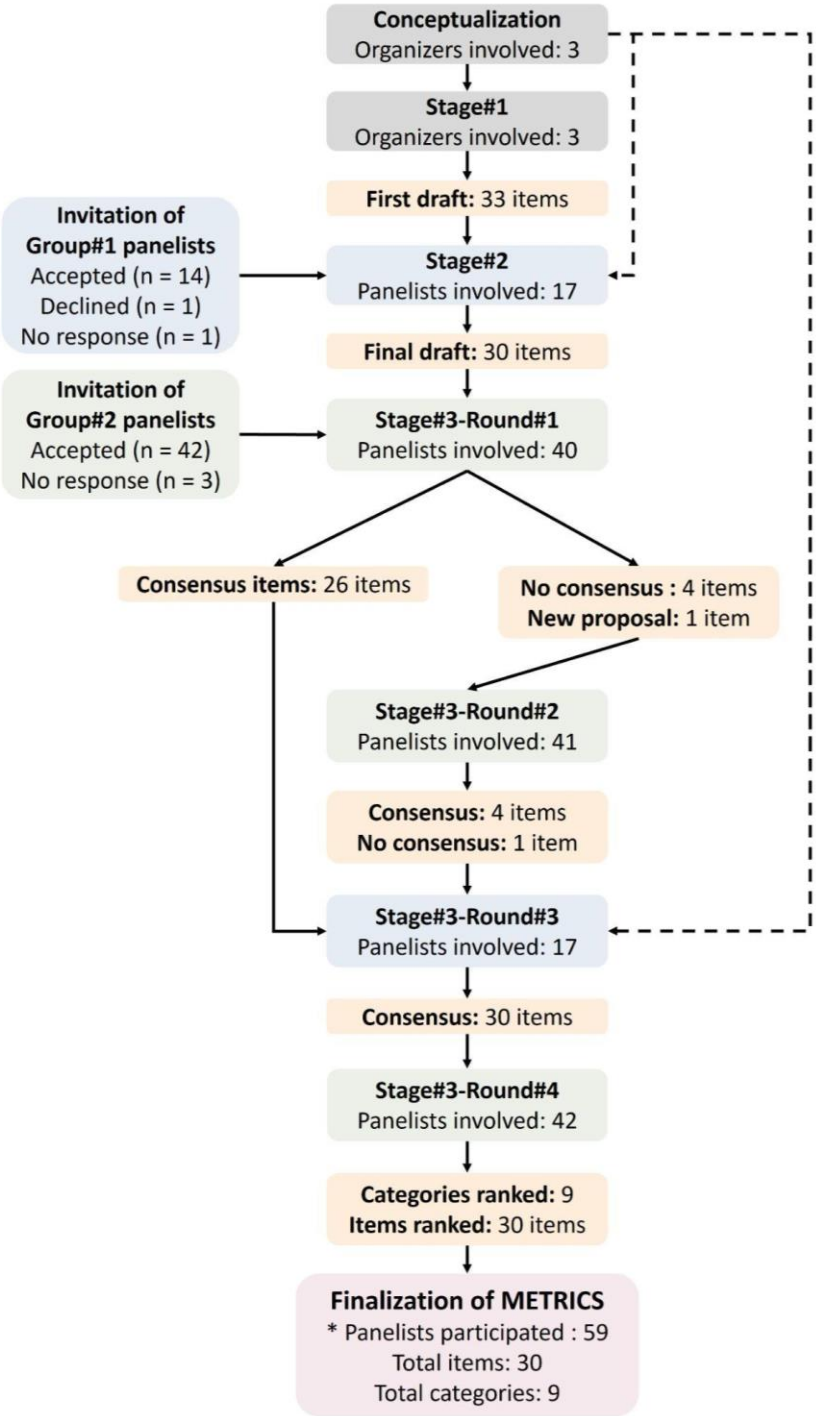 Conceptualization
Organizers involved: 3
Stage#1
Organizers involved: 3
First draft: 33 items
Invitation of
Group#1 panelists
Accepted (n = 14)
Declined (n = 1)
No response (n = 1)
Stage#2
Panelists involved: 17
Final draft: 30 items
Invitation of
Group#2 panelists
Accepted (n = 42)
No response (n = 3)
Stage#3-Round#1
Panelists involved: 40
Consensus items: 26 items
No consensus : 4 items
New proposal: 1 item
Stage#3-Round#2
Panelists involved: 41
Consensus: 4 items
No consensus: 1 item
Stage#3-Round#3
Panelists involved: 17
Consensus: 30 items
Stage#3-Round#4
Panelists involved: 42
Categories ranked: 9
Items ranked: 30 items
Finalization of METRICS
* Panelists participated : 59
Total items: 30
Total categories: 9